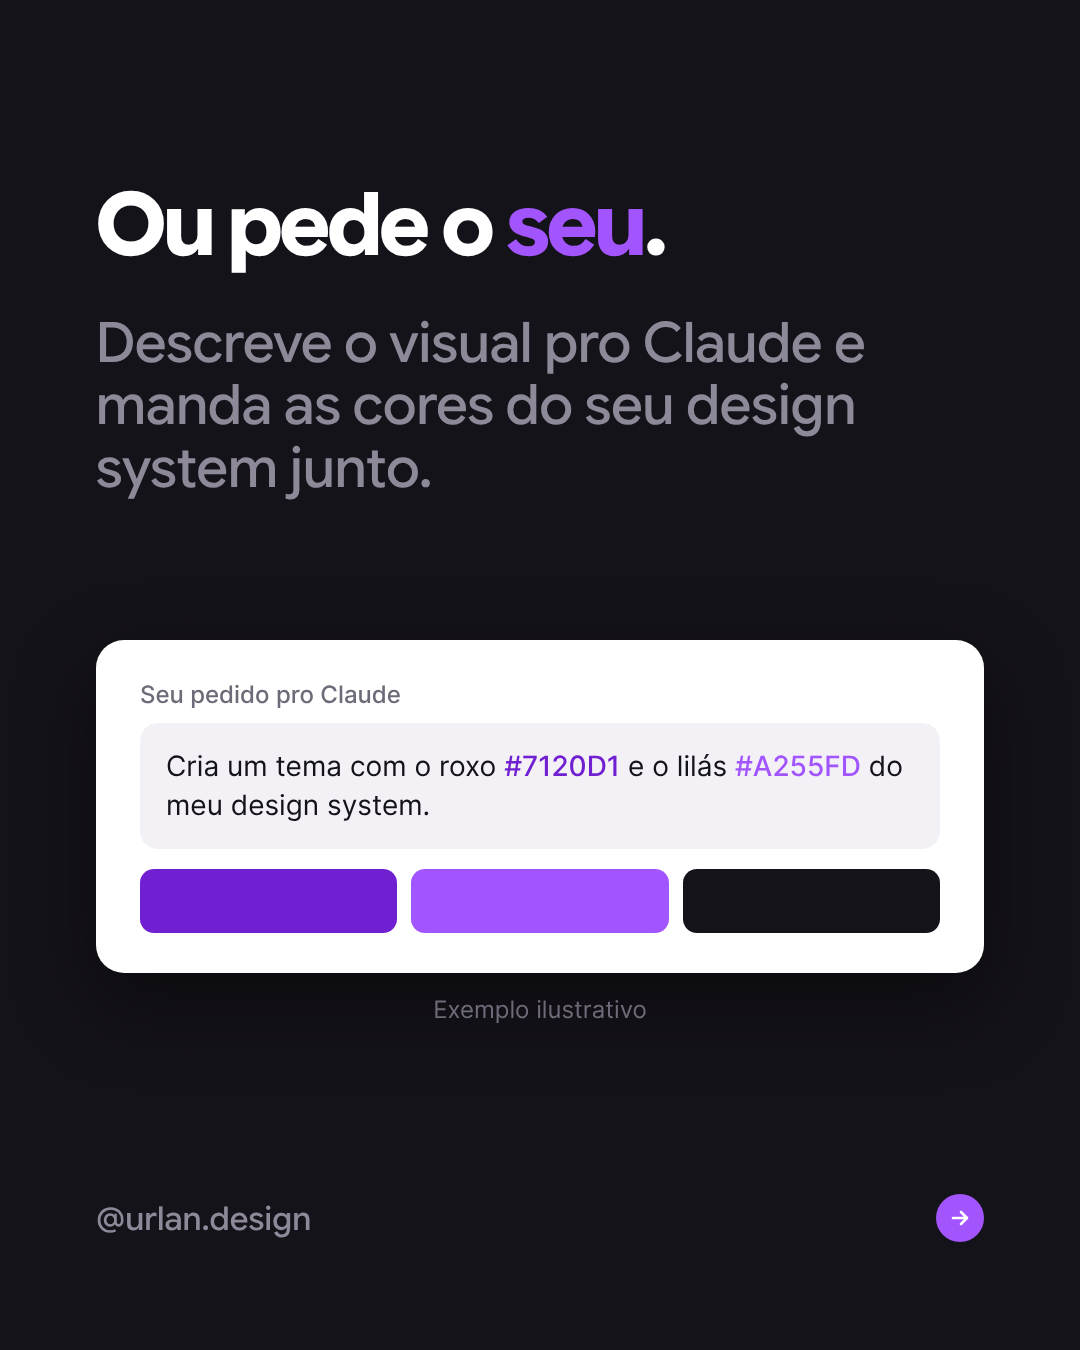 Ou pede o seu.
Descreve o visual pro Claude e
manda as cores do seu design
system junto.
Seu pedido pro Claude
Cria um tema com o roxo #7120D1 e o lilás #A255FD do
meu design system.
Exemplo ilustrativo
@urlan.design